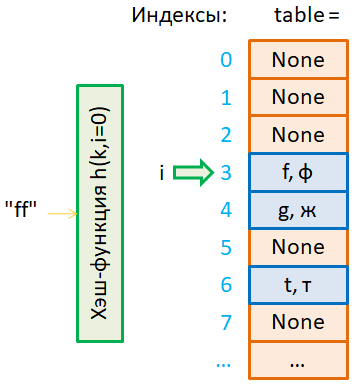 Индексы: table =
0 None
1 None
2 None
i 3 f, ф
"ff" Хэш-функция h(k,i=0) 4 g, ж
5 None
6 t, т
7 None
... ...